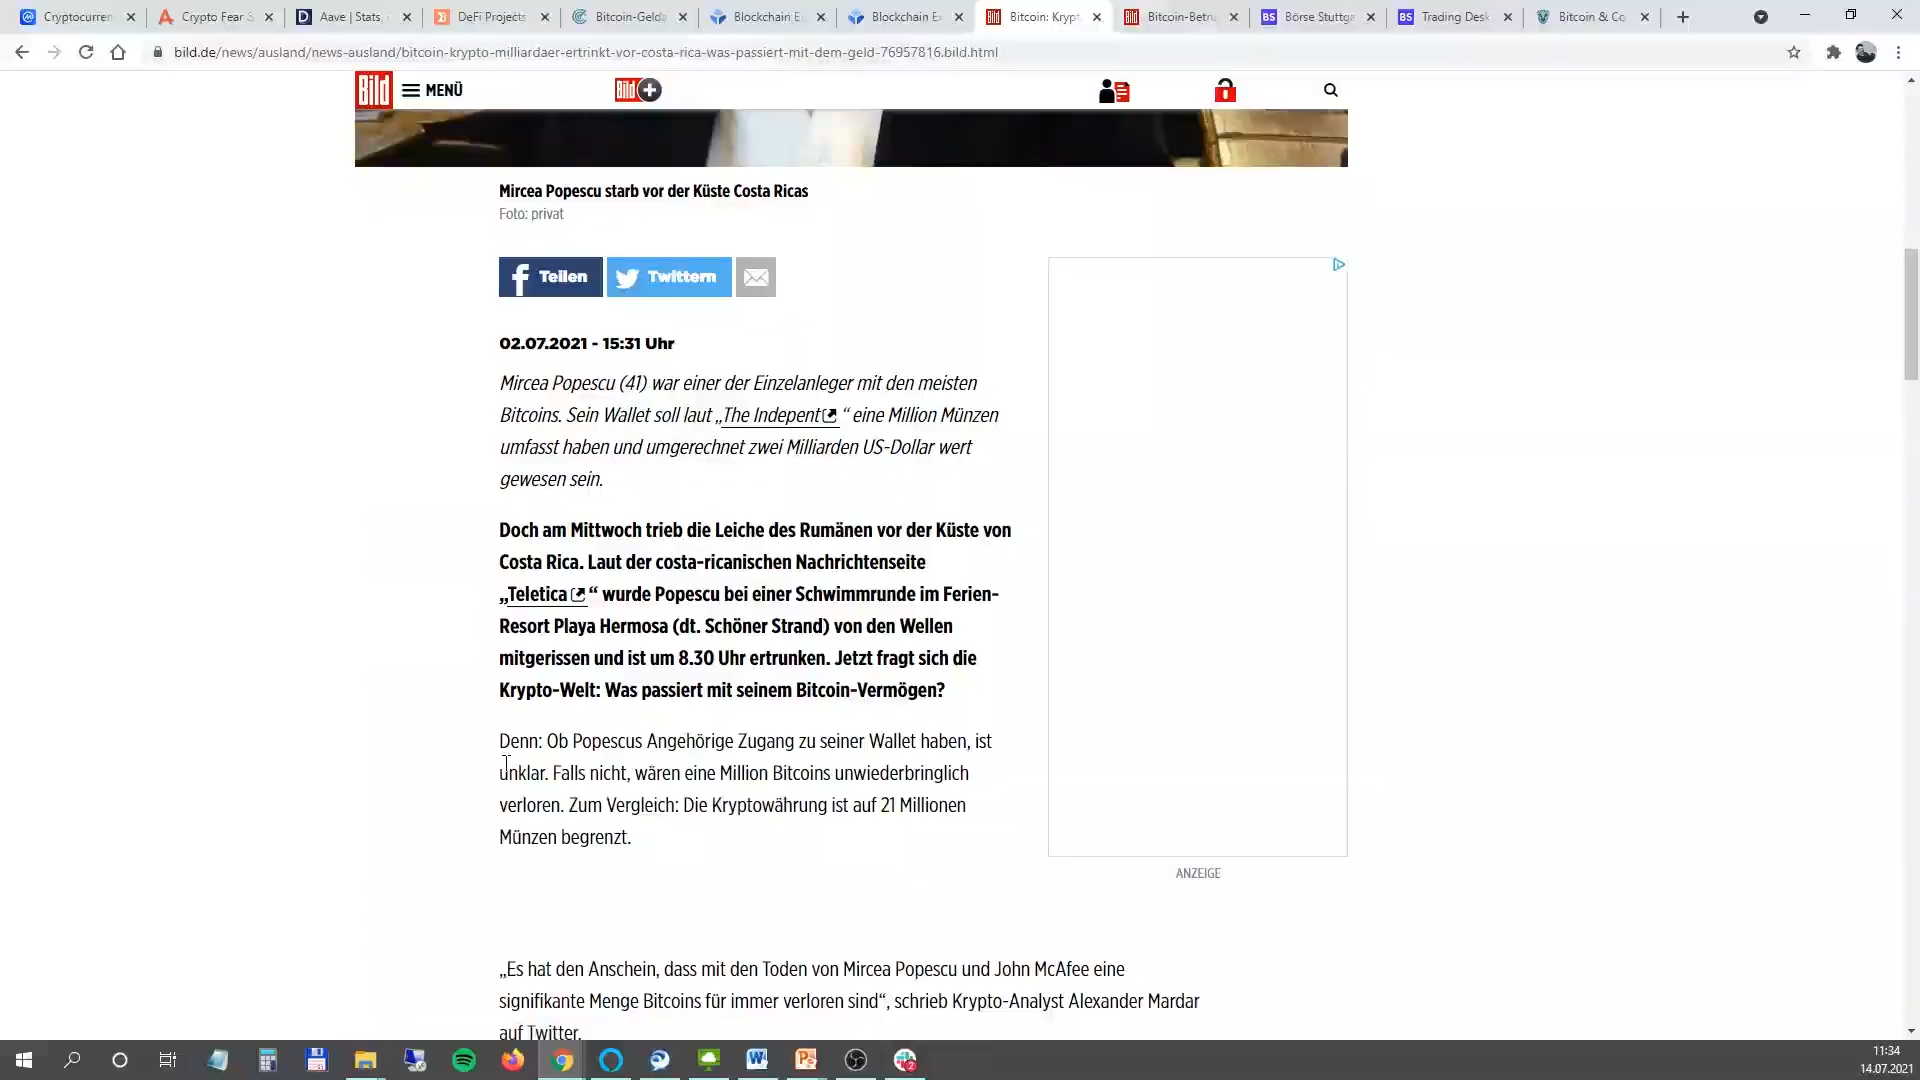 Cryptocurren
Crypto Fear
Aave | Stats,
DeFi Projects
Bitcoin-Gelda
Blockchain E
Blockchain Ex
Bitcoin: Krypt
Bitcoin-Betru
Börse Stuttga
Trading Desk
Bitcoin & Co
bild.de/news/ausland/news-ausland/bitcoin-krypto-milliardaer-ertrinkt-vor-costa-rica-was-passiert-mit-dem-geld-76957816.bild.html
Bild MENÜ
Bild +
Mircea Popescu starb vor der Küste Costa Ricas
Foto: privat
Teilen
Twittern
02.07.2021 - 15:31 Uhr
Mircea Popescu (41) war einer der Einzelanleger mit den meisten
Bitcoins. Sein Wallet soll laut „The Indepent “ eine Million Münzen
umfasst haben und umgerechnet zwei Milliarden US-Dollar wert
gewesen sein.
Doch am Mittwoch trieb die Leiche des Rumänen vor der Küste von
Costa Rica. Laut der costa-ricanischen Nachrichtenseite
„Teletica “ wurde Popescu bei einer Schwimmrunde im Ferien-
Resort Playa Hermosa (dt. Schöner Strand) von den Wellen
mitgerissen und ist um 8.30 Uhr ertrunken. Jetzt fragt sich die
Krypto-Welt: Was passiert mit seinem Bitcoin-Vermögen?
Denn: Ob Popescus Angehörige Zugang zu seiner Wallet haben, ist
unklar. Falls nicht, wären eine Million Bitcoins unwiederbringlich
verloren. Zum Vergleich: Die Kryptowährung ist auf 21 Millionen
Münzen begrenzt.
ANZEIGE
„Es hat den Anschein, dass mit den Toden von Mircea Popescu und John McAfee eine
signifikante Menge Bitcoins für immer verloren sind“, schrieb Krypto-Analyst Alexander Mardar
auf Twitter.
11:34
14.07.2021